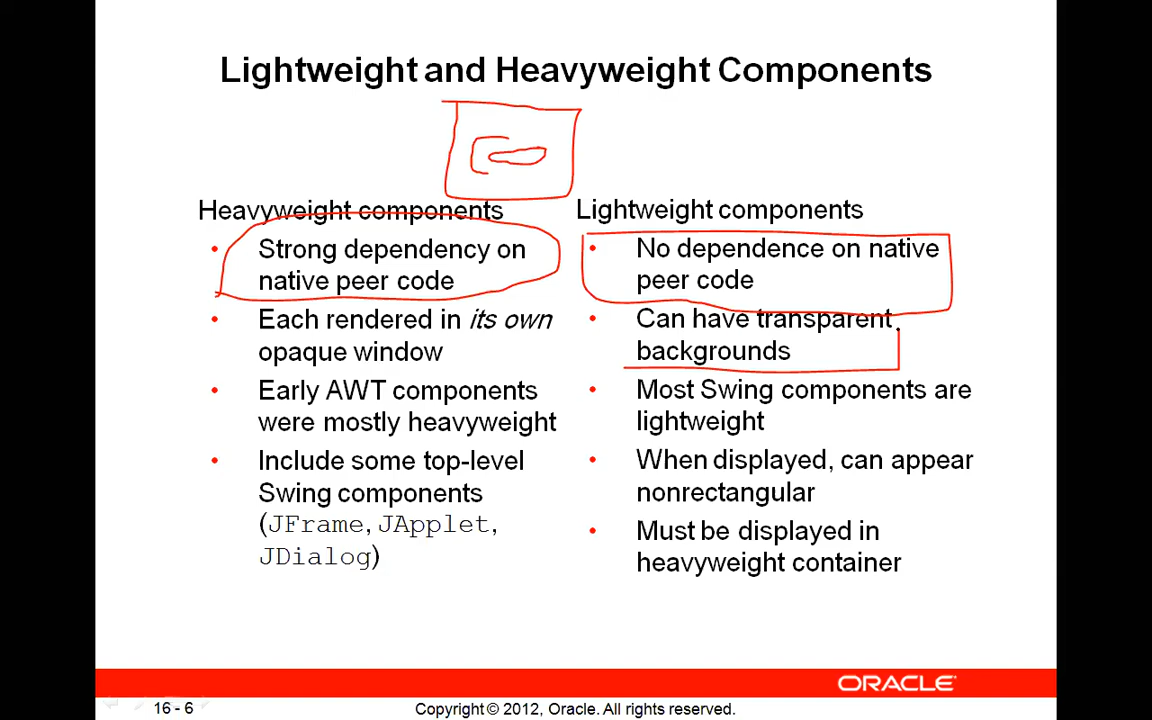 Lightweight and Heavyweight Components
Heavyweight components
• Strong dependency on
native peer code
• Each rendered in its own
opaque window
• Early AWT components
were mostly heavyweight
• Include some top-level
Swing components
(JFrame, JApplet,
JDialog)
Lightweight components
• No dependence on native
peer code
• Can have transparent
backgrounds
• Most Swing components are
lightweight
• When displayed, can appear
nonrectangular
• Must be displayed in
heavyweight container
ORACLE
16 - 6
Copyright © 2012, Oracle. All rights reserved.